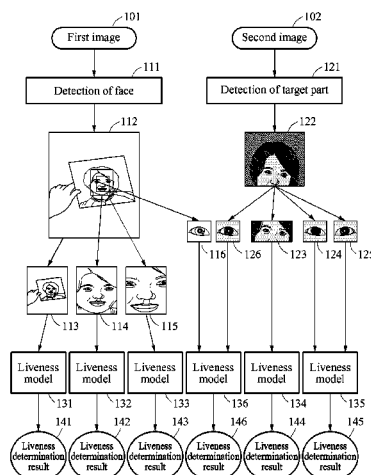 101
102
First image
Second image
111
121
Detection of face
Detection of target part
112
122
116
126
123
124
125
113
114
115
Liveness model
Liveness model
Liveness model
Liveness model
Liveness model
Liveness model
131
132
133
136
134
135
141
142
143
146
144
145
Liveness determination result
Liveness determination result
Liveness determination result
Liveness determination result
Liveness determination result
Liveness determination result